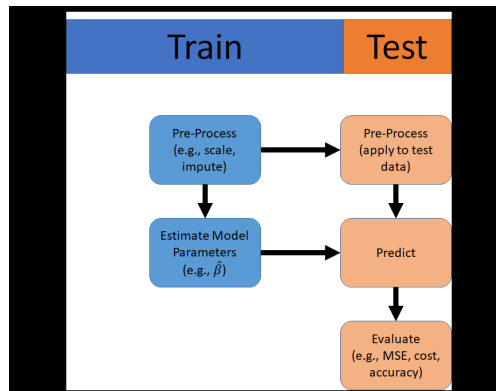 Train
Test
Pre-Process
(e.g., scale,
impute)
Pre-Process
(apply to test
data)
Estimate Model
Parameters
(e.g., β̂)
Predict
Evaluate
(e.g., MSE, cost,
accuracy)